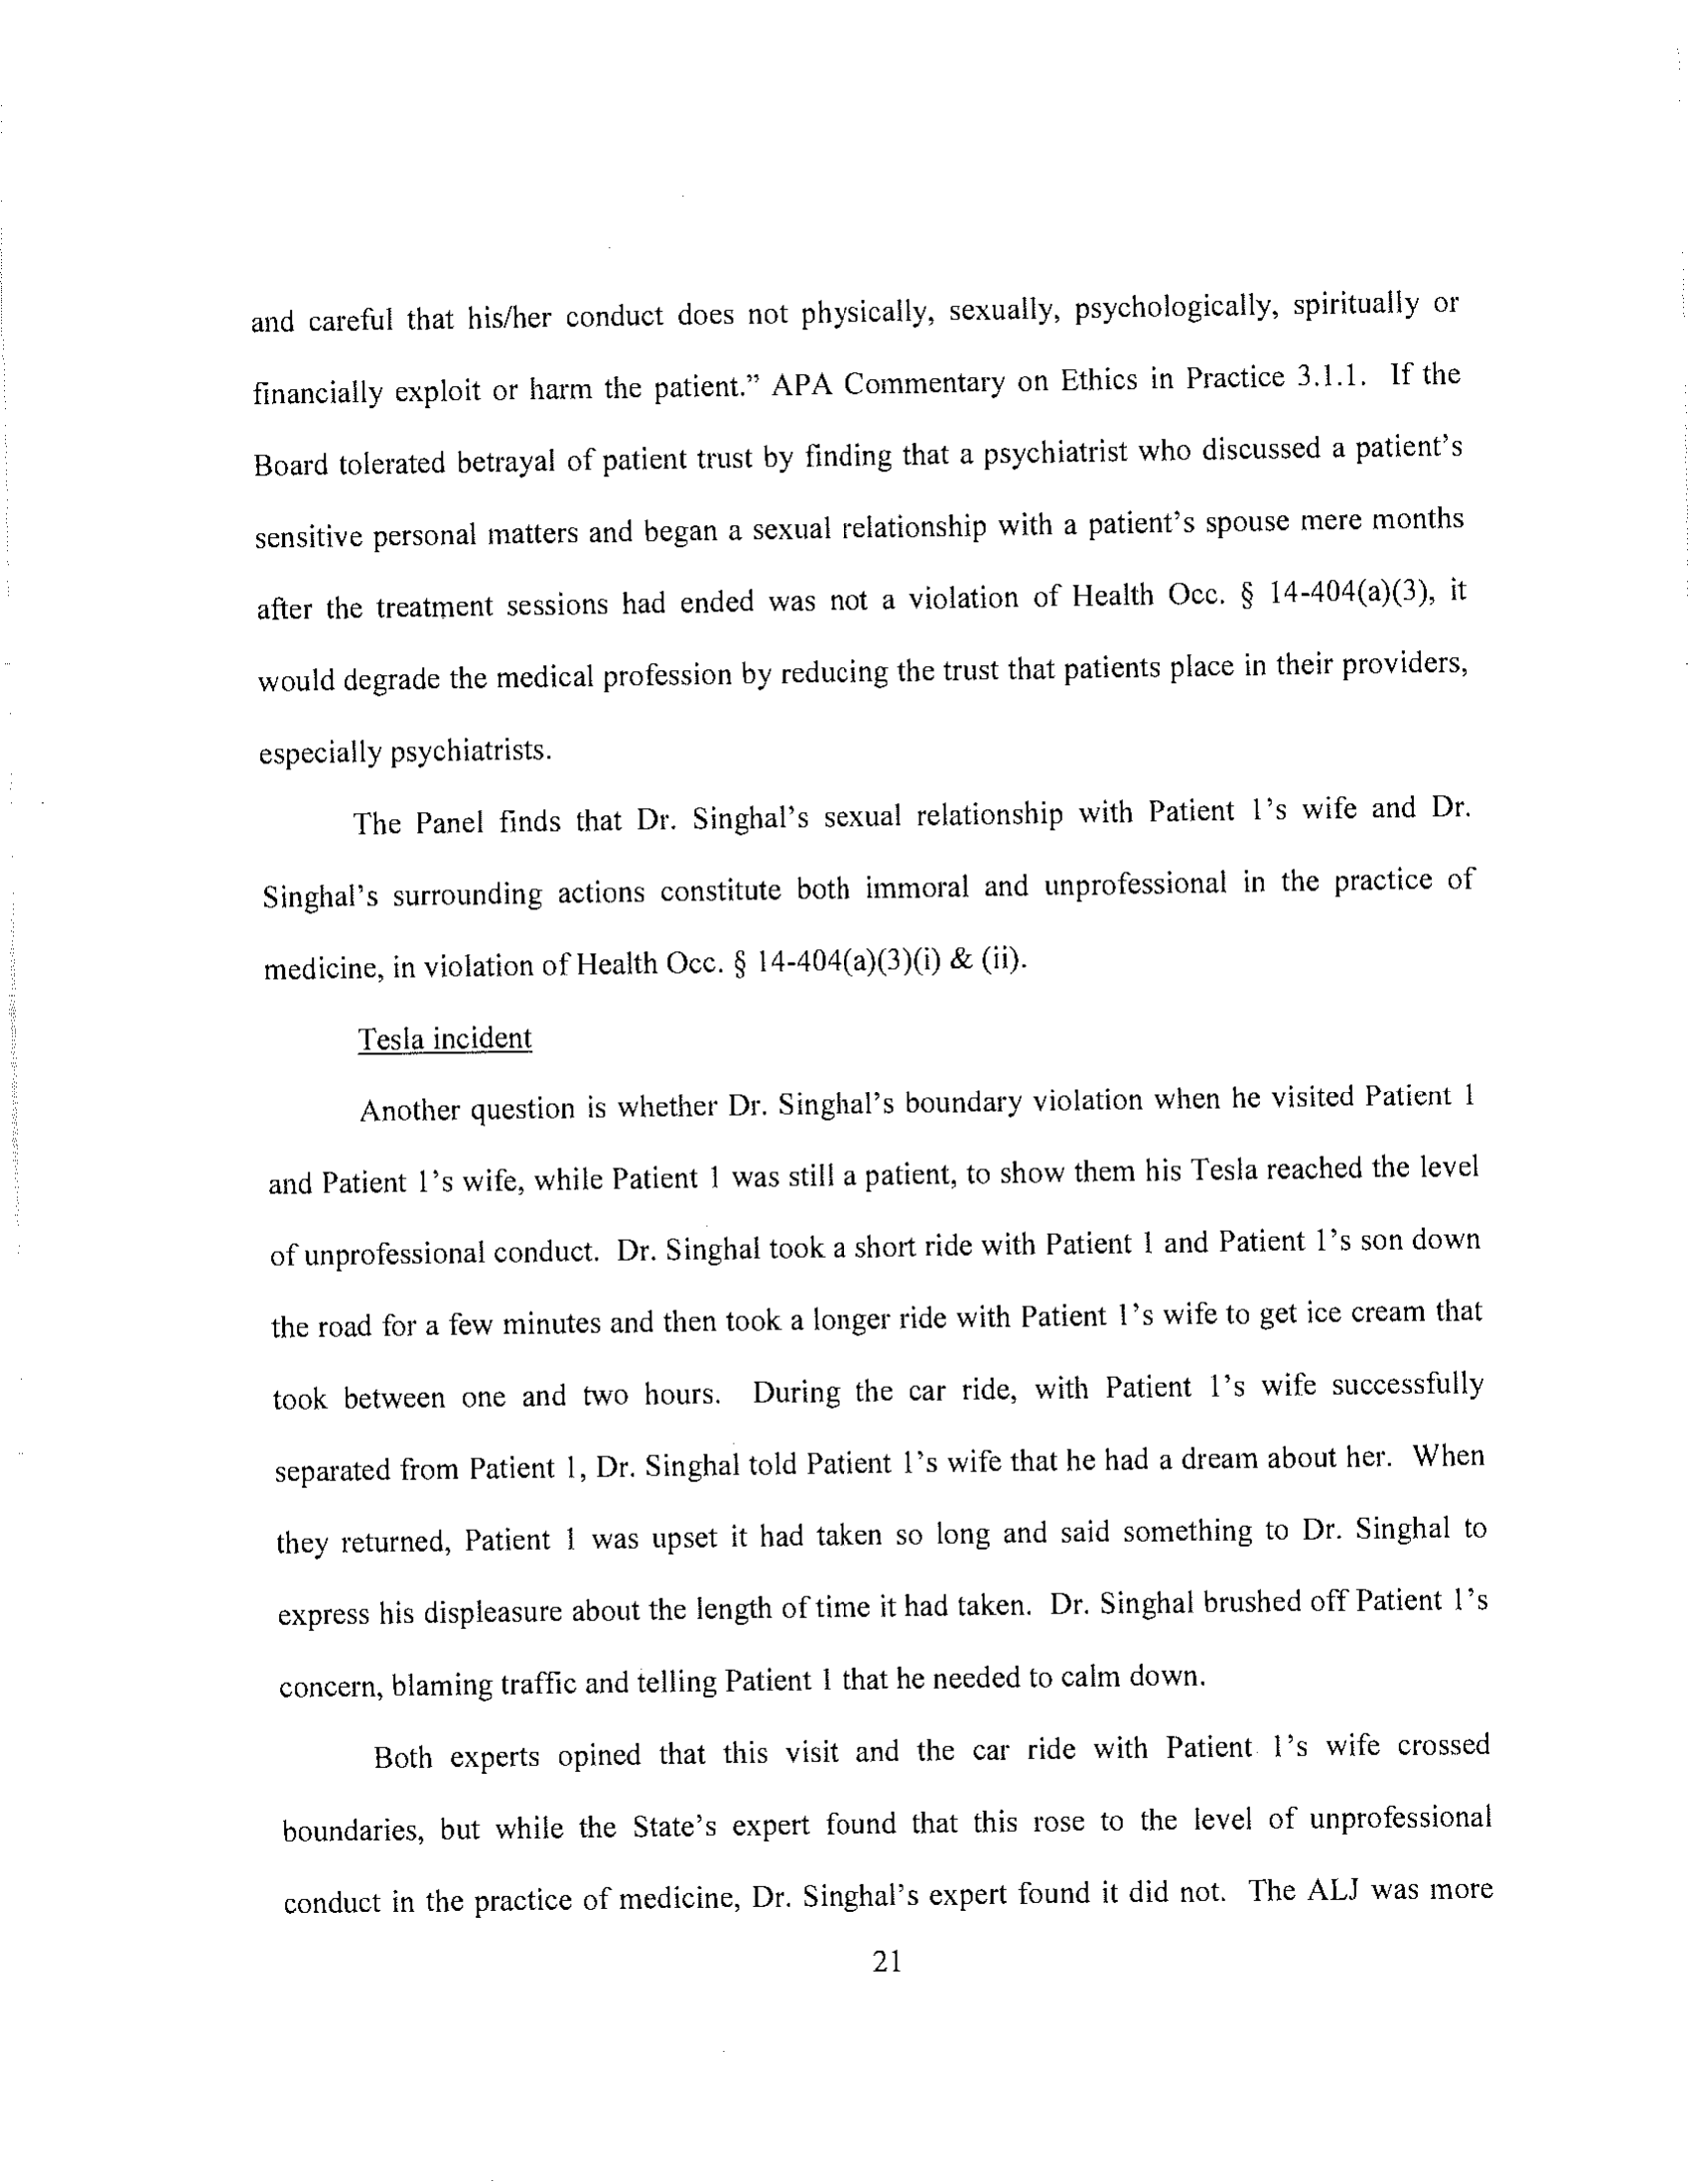 and careful that his/her conduct does not physically, sexually, psychologically, spiritually or
financially exploit or harm the patient.” APA Commentary on Ethics in Practice 3.1.1. If the
Board tolerated betrayal of patient trust by finding that a psychiatrist who discussed a patient’s
sensitive personal matters and began a sexual relationship with a patient’s spouse mere months
after the treatment sessions had ended was not a violation of Health Occ. § 14-404(a)(3), it
would degrade the medical profession by reducing the trust that patients place in their providers,
especially psychiatrists.
The Panel finds that Dr. Singhal’s sexual relationship with Patient 1’s wife and Dr.
Singhal’s surrounding actions constitute both immoral and unprofessional in the practice of
medicine, in violation of Health Occ. § 14-404(a)(3)(i) & (ii).
Tesla incident
Another question is whether Dr. Singhal’s boundary violation when he visited Patient 1
and Patient 1’s wife, while Patient 1 was still a patient, to show them his Tesla reached the level
of unprofessional conduct. Dr. Singhal took a short ride with Patient 1 and Patient 1’s son down
the road for a few minutes and then took a longer ride with Patient 1’s wife to get ice cream that
took between one and two hours. During the car ride, with Patient 1’s wife successfully
separated from Patient 1, Dr. Singhal told Patient 1’s wife that he had a dream about her. When
they returned, Patient 1 was upset it had taken so long and said something to Dr. Singhal to
express his displeasure about the length of time it had taken. Dr. Singhal brushed off Patient 1’s
concern, blaming traffic and telling Patient 1 that he needed to calm down.
Both experts opined that this visit and the car ride with Patient 1’s wife crossed
boundaries, but while the State’s expert found that this rose to the level of unprofessional
conduct in the practice of medicine, Dr. Singhal’s expert found it did not. The ALJ was more
21